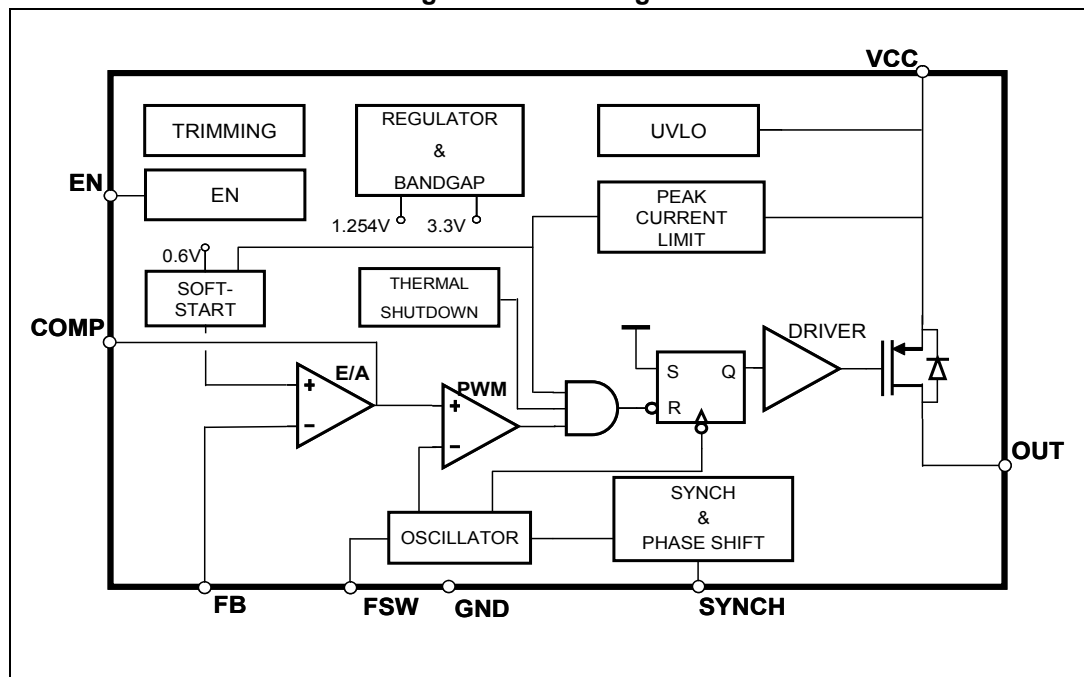 VCC
TRIMMING
REGULATOR
&
BANDGAP
UVLO
EN
EN
PEAK
CURRENT
LIMIT
1.254V
3.3V
0.6V
SOFT-
START
THERMAL
SHUTDOWN
COMP
DRIVER
E/A
S
Q
PWM
+
+
R
-
-
OUT
SYNCH
&
PHASE SHIFT
OSCILLATOR
FB
FSW
GND
SYNCH